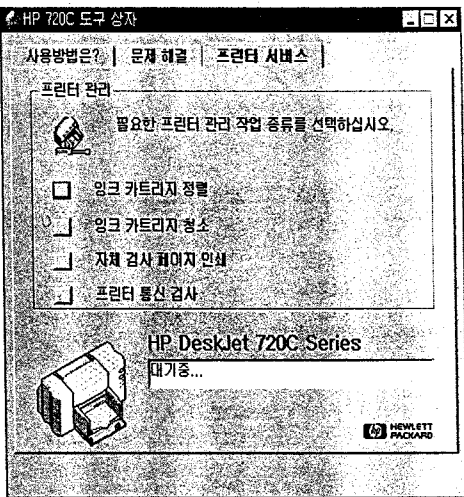 HP 720C 도구 상자
사용방법은?
문제 해결
프린터 서비스
프린터 관리
필요한 프린터 관리 작업 종류를 선택하십시오.
잉크 카트리지 정렬
잉크 카트리지 청소
자체 검사 페이지 인쇄
프린터 통신 검사
HP DeskJet 720C Series
대기중...
hp HEWLETT
PACKARD